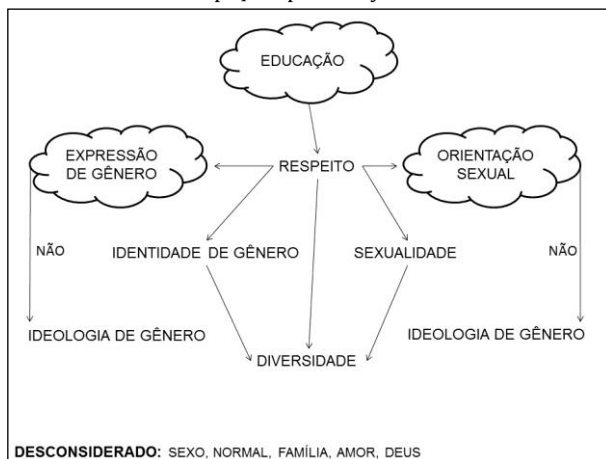 EDUCAÇÃO
EXPRESSÃO
DE GÊNERO
RESPEITO
ORIENTAÇÃO
SEXUAL
NÃO
IDENTIDADE DE GÊNERO
SEXUALIDADE
NÃO
IDEOLOGIA DE GÊNERO
IDEOLOGIA DE GÊNERO
DIVERSIDADE
DESCONSIDERADO: SEXO, NORMAL, FAMÍLIA, AMOR, DEUS